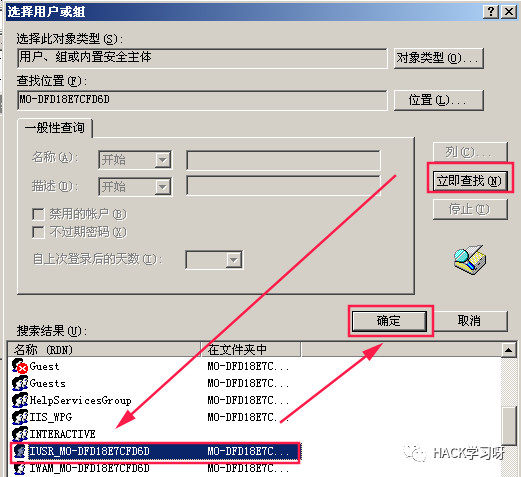 选择用户或组
选择此对象类型(S):
用户、组或内置安全主体
对象类型(O)...
查找位置(F):
MO-DFD18E7CFD6D
位置(L)...
一般性查询
名称(A): 开始
描述(D): 开始
禁用的帐户(B)
不过期密码(X)
自上次登录后的天数(I):
列(C)...
立即查找(N)
停止(T)
确定
取消
搜索结果(U):
名称 (RDN) 在文件夹中
Guest MO-DFD18E7C...
Guests MO-DFD18E7C...
HelpServicesGroup MO-DFD18E7C...
IIS_WPG MO-DFD18E7C...
INTERACTIVE
IUSR_MO-DFD18E7CFD6D MO-DFD18E7C...
IWAM_MO-DFD18E7CFD6D MO-DFD18E7C...
HACK学习呀